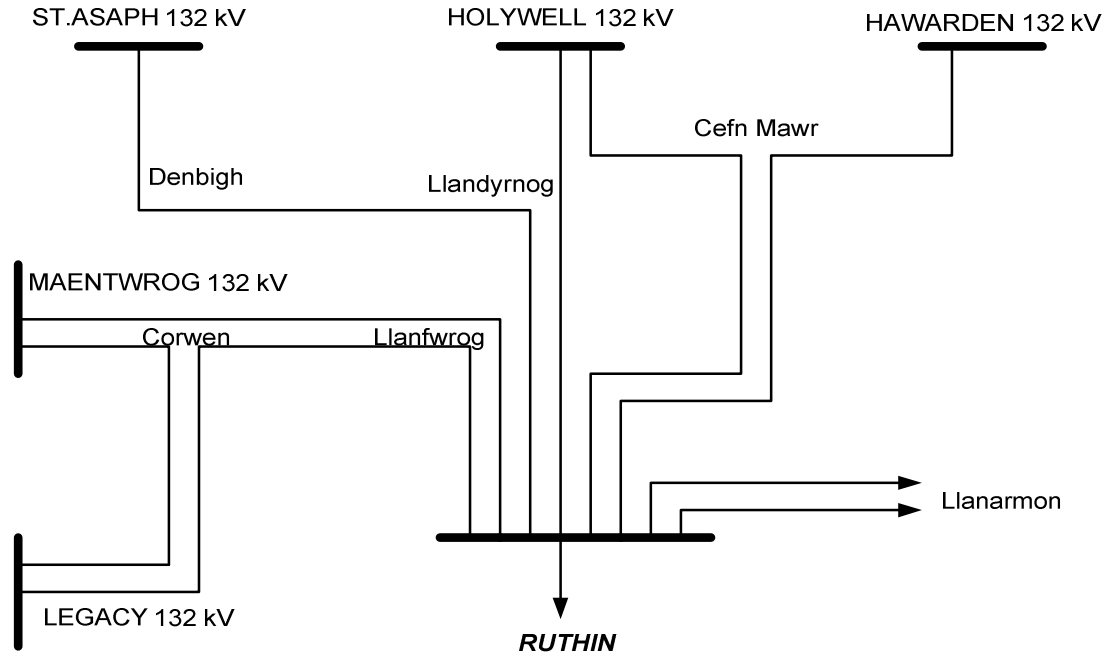 ST.ASAPH 132 kV
HOLYWELL 132 kV
HAWARDEN 132 kV
Cefn Mawr
Denbigh
Llandyrnog
MAENTWROG 132 kV
Corwen
Llanfwrog
Llanarmon
LEGACY 132 kV
RUTHIN